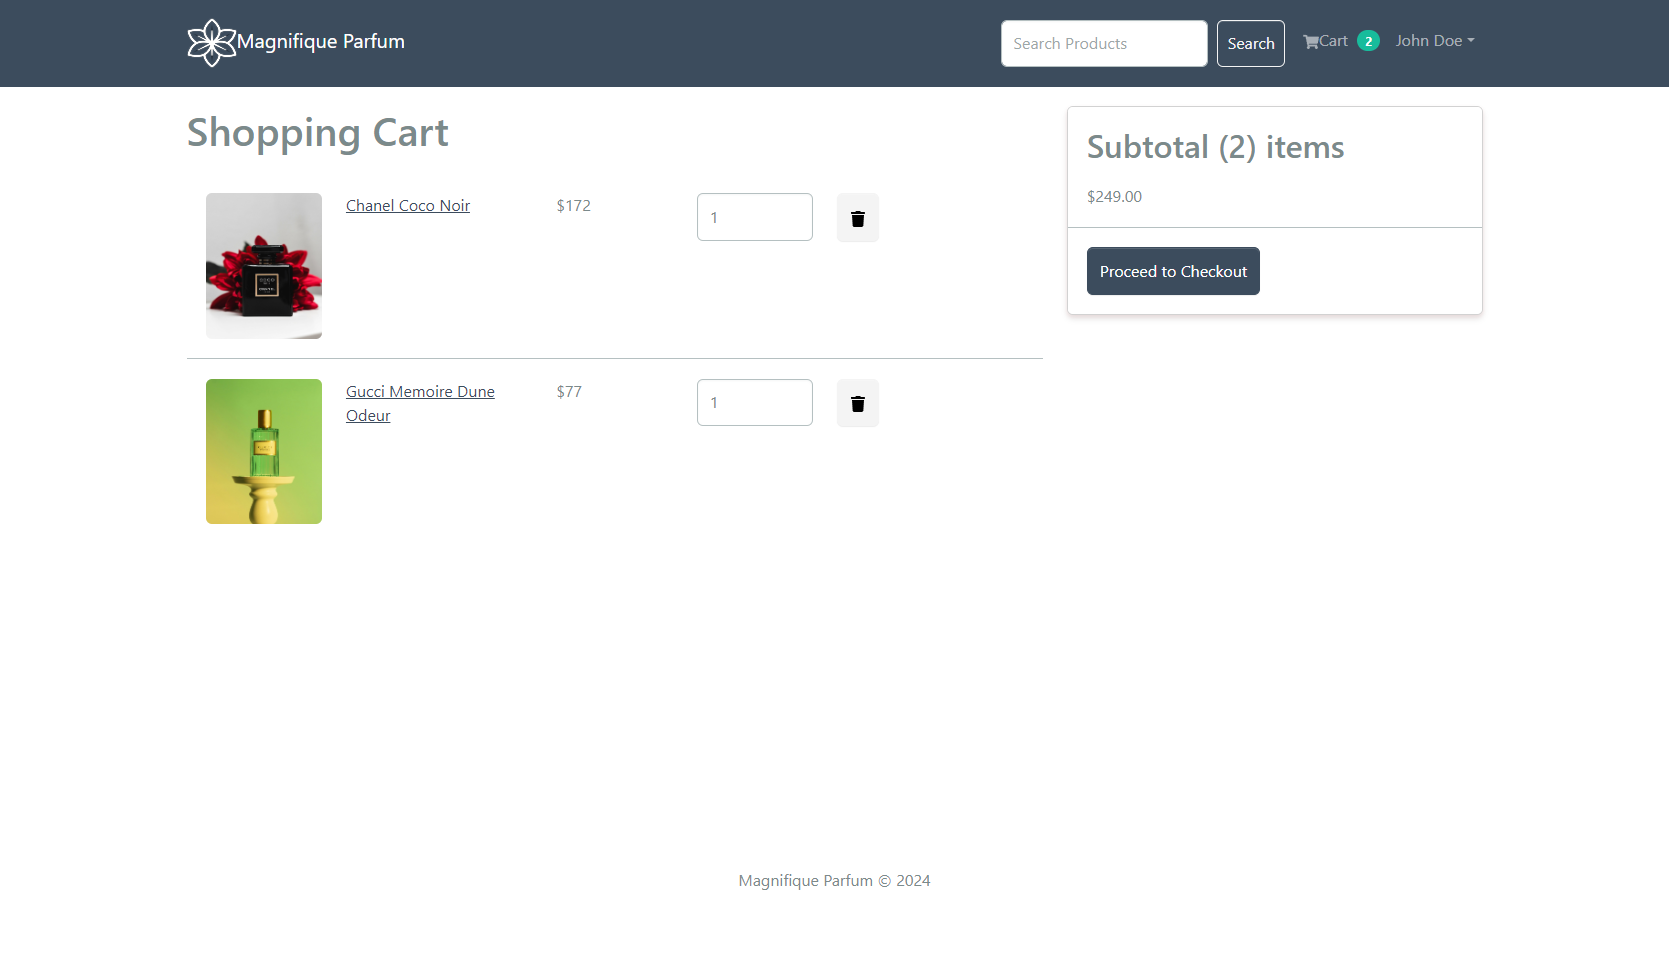 Magnifique Parfum
Search Products
Search
Cart 2
John Doe
Shopping Cart
Chanel Coco Noir
$172
1
Gucci Memoire Dune
Odeur
$77
1
Subtotal (2) items
$249.00
Proceed to Checkout
Magnifique Parfum © 2024